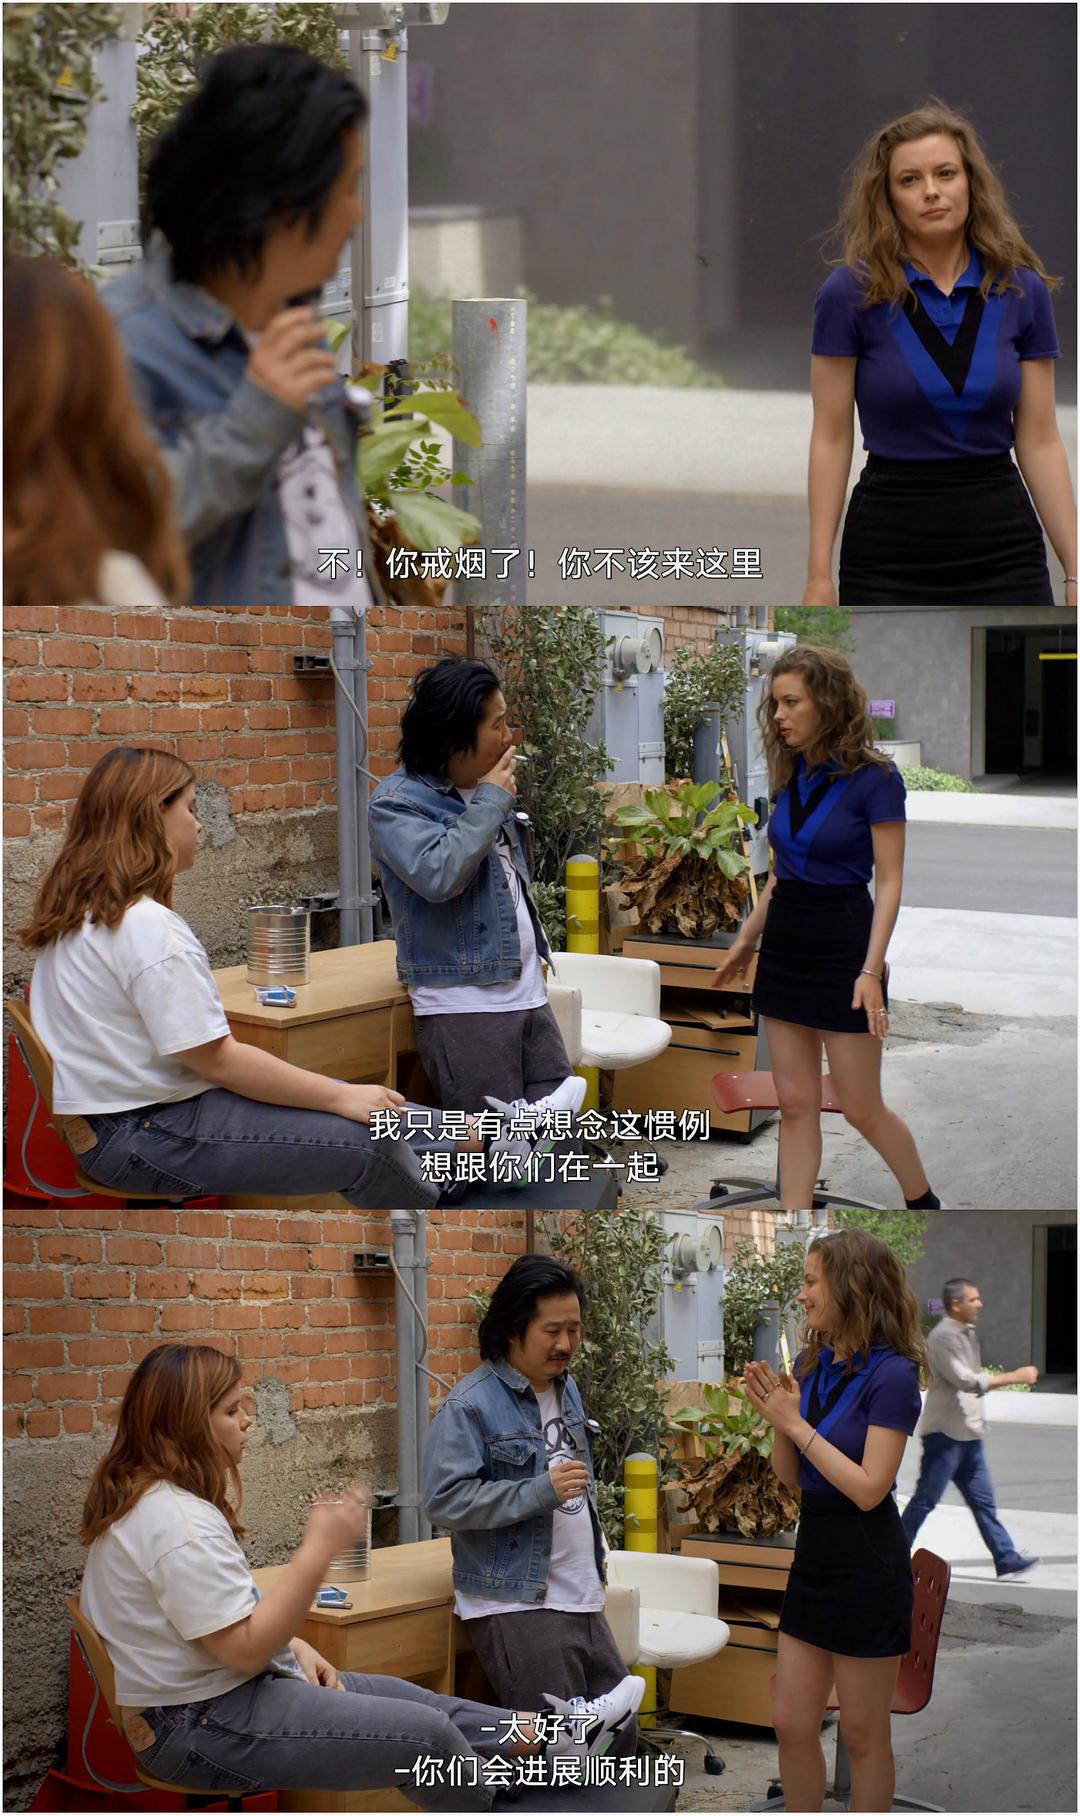 不！你戒烟了！你不该来这里
我只是有点想念这惯例
想跟你们在一起
-太好了
-你们会进展顺利的